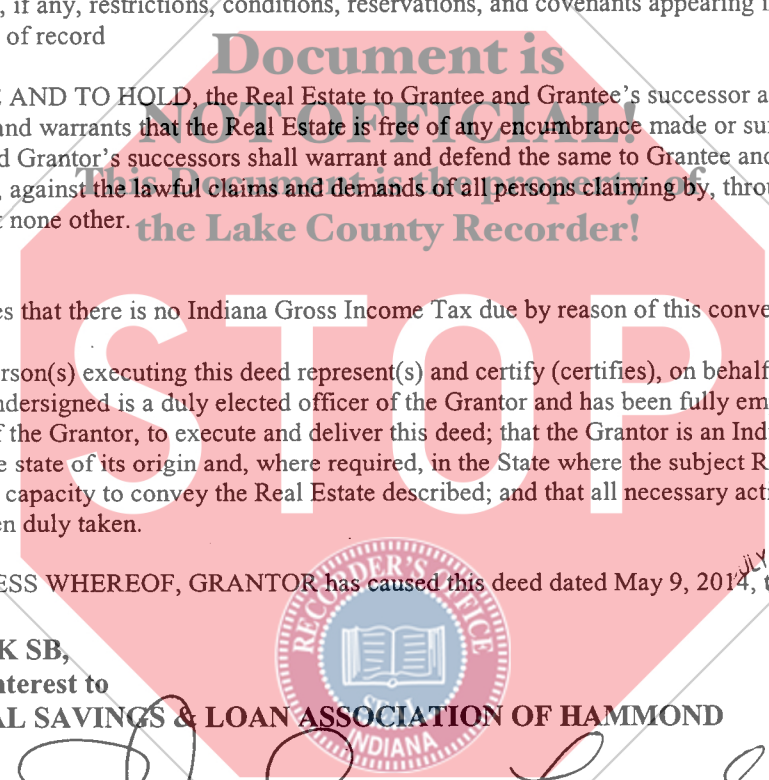 , if any, restrictions, conditions, reservations, and covenants appearing i
of record
Document is
E AND TO HOLD, the Real Estate to Grantee and Grantee's successor a
NOT OFFICIAL!
and warrants that the Real Estate is free of any encumbrance made or su
d Grantor's successors shall warrant and defend the same to Grantee and
This Document is the property of
, against the lawful claims and demands of all persons claiming by, throu
t none other.
the Lake County Recorder!
es that there is no Indiana Gross Income Tax due by reason of this conve
STOP
rson(s) executing this deed represent(s) and certify (certifies), on behalf
ndersigned is a duly elected officer of the Grantor and has been fully em
f the Grantor, to execute and deliver this deed; that the Grantor is an Ind
e state of its origin and, where required, in the State where the subject R
capacity to convey the Real Estate described; and that all necessary act
en duly taken.
JULY
ESS WHEREOF, GRANTOR has caused this deed dated May 9, 2014, t
RECORDER'S OFFICE
SEAL
INDIANA
K SB,
nterest to
AL SAVINGS & LOAN ASSOCIATION OF HAMMOND